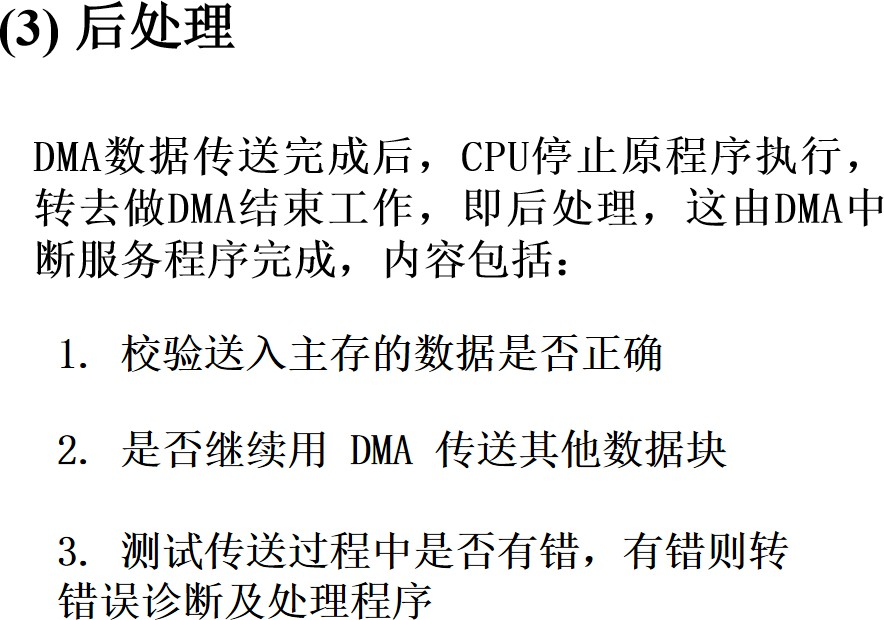 (3) 后处理
DMA数据传送完成后，CPU停止原程序执行，
转去做DMA结束工作，即后处理，这由DMA中
断服务程序完成，内容包括：
1. 校验送入主存的数据是否正确
2. 是否继续用 DMA 传送其他数据块
3. 测试传送过程中是否有错，有错则转
错误诊断及处理程序